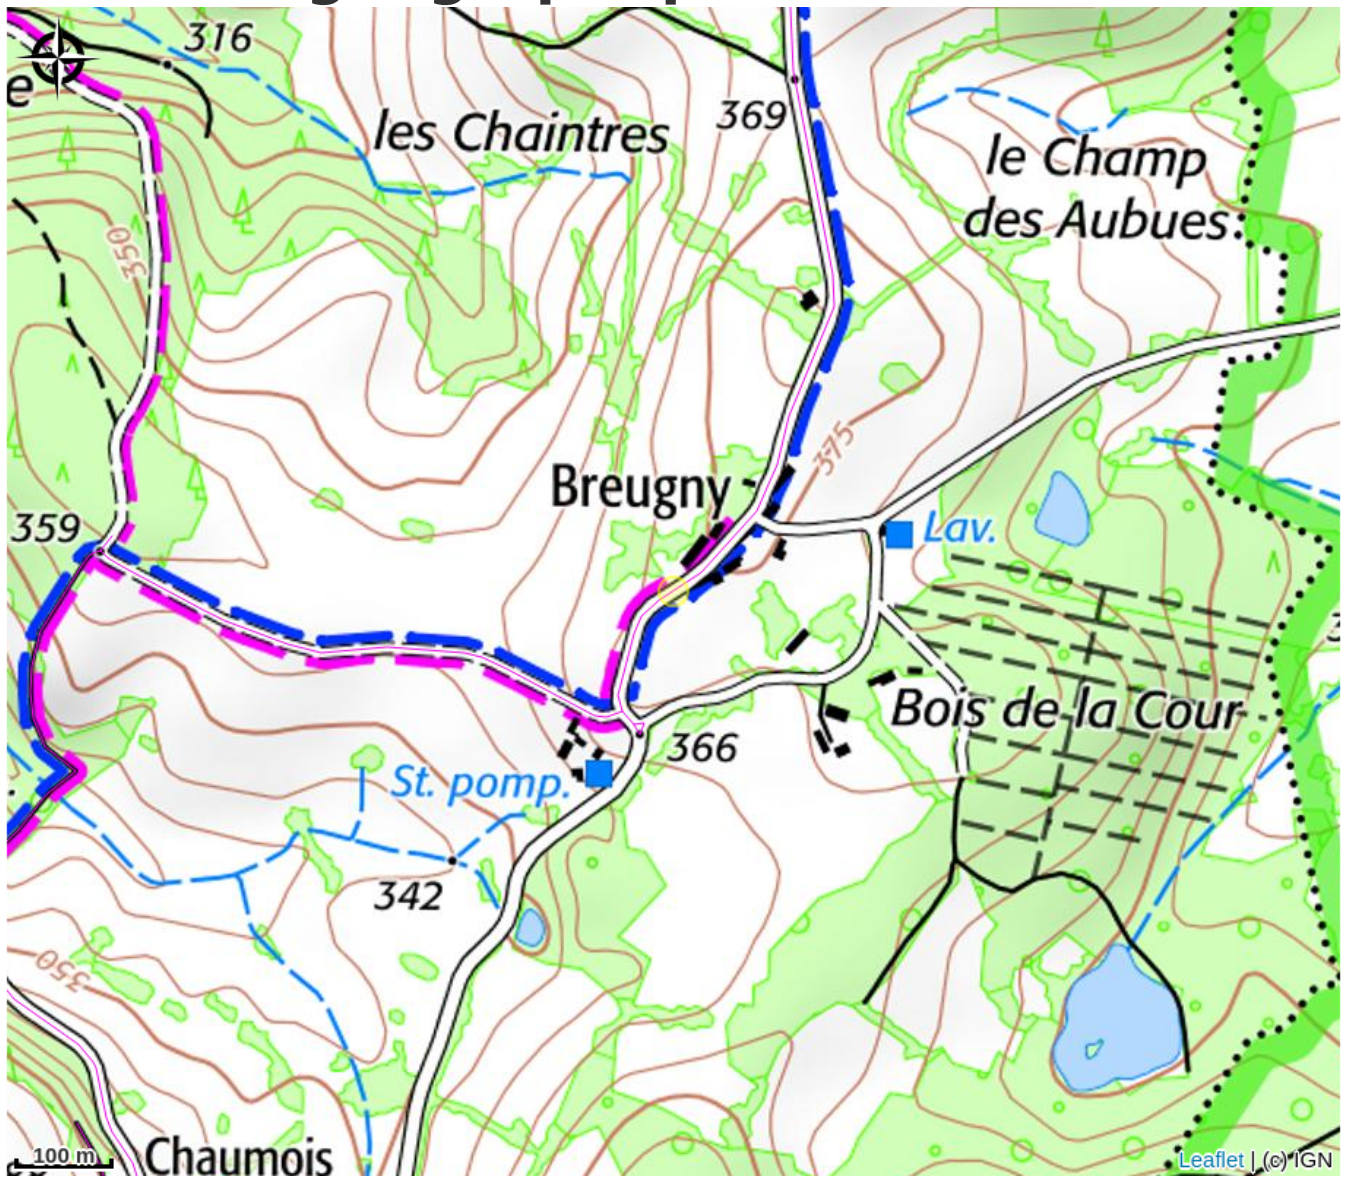 316
e
369
les Chaintres
le Champ
des Aubues
350
375
Breugny
359
Lav.
Bois de la Cour
366
St. pomp.
342
350
Chaumois
100 m
Leaflet | (c) IGN